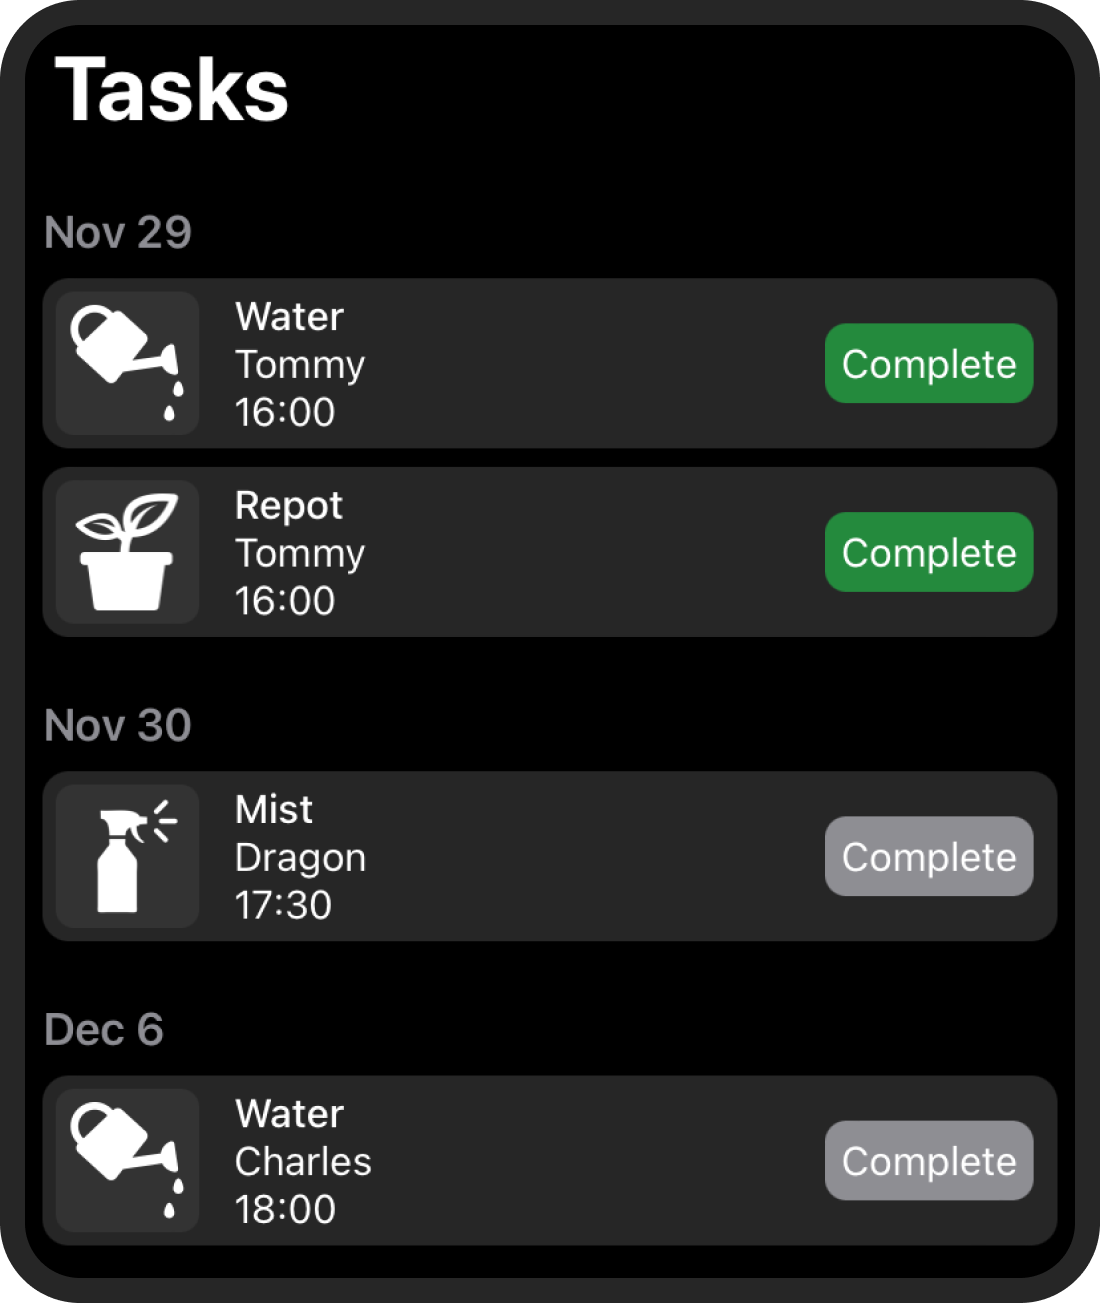 Tasks
Nov 29
Water
Tommy
16:00
Complete
Repot
Tommy
16:00
Complete
Nov 30
Mist
Dragon
17:30
Complete
Dec 6
Water
Charles
18:00
Complete